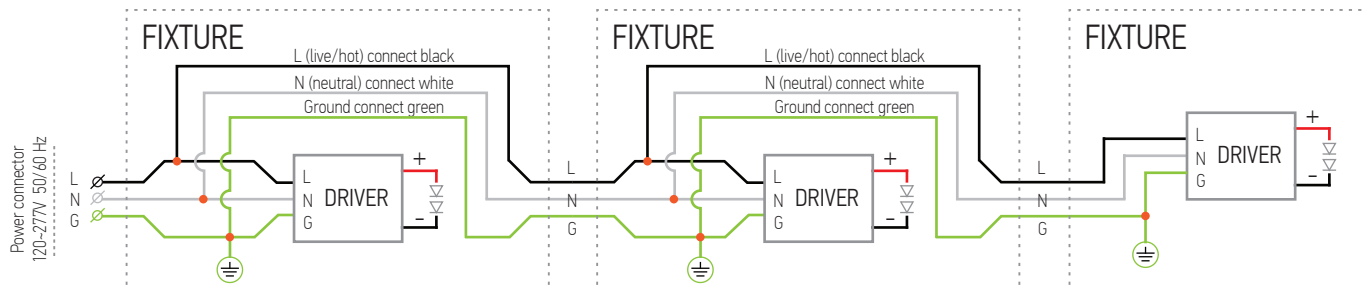 FIXTURE
FIXTURE
FIXTURE
L (live/hot) connect black
N (neutral) connect white
Ground connect green
L (live/hot) connect black
N (neutral) connect white
Ground connect green
Power connector
120~277V 50/60 Hz
L
N
G
L
N
G
DRIVER
+
−
L
N
G
L
N
G
DRIVER
+
−
L
N
G
L
N
G
DRIVER
+
−